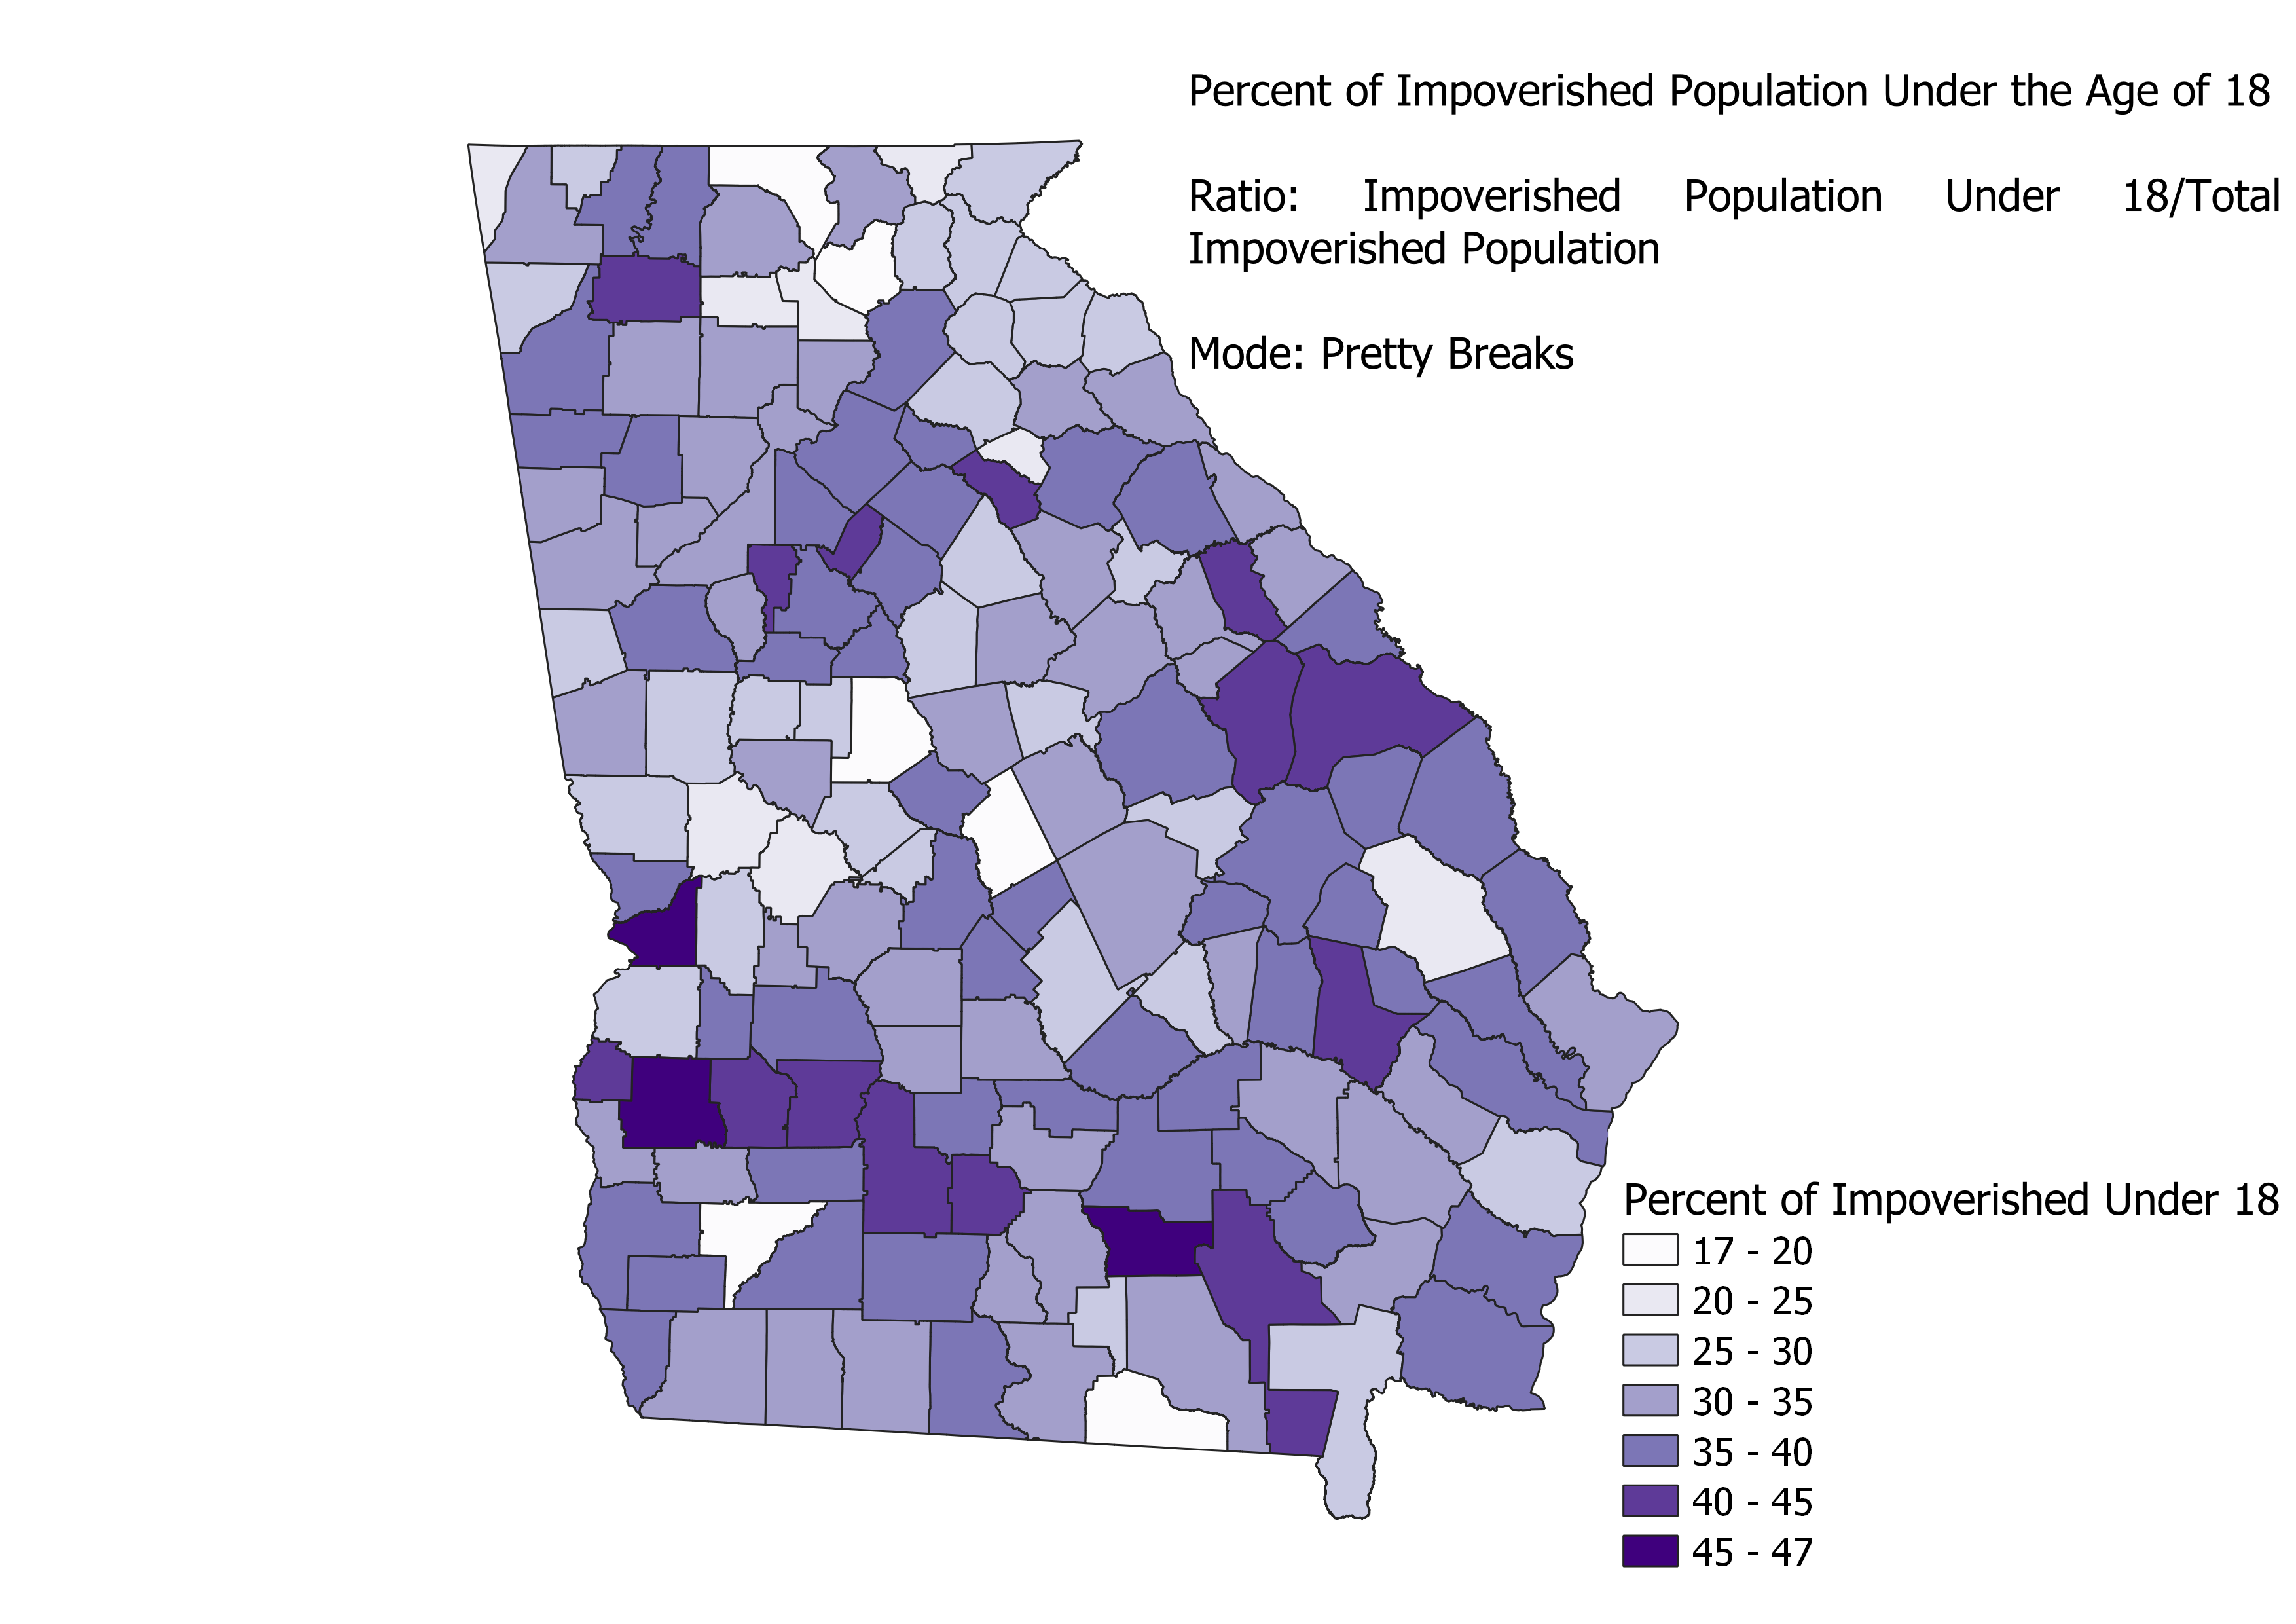 Percent of Impoverished Population Under the Age of 18
Ratio: Impoverished Population Under 18/Total
Impoverished Population
Mode: Pretty Breaks
Percent of Impoverished Under 18
17 - 20
20 - 25
25 - 30
30 - 35
35 - 40
40 - 45
45 - 47